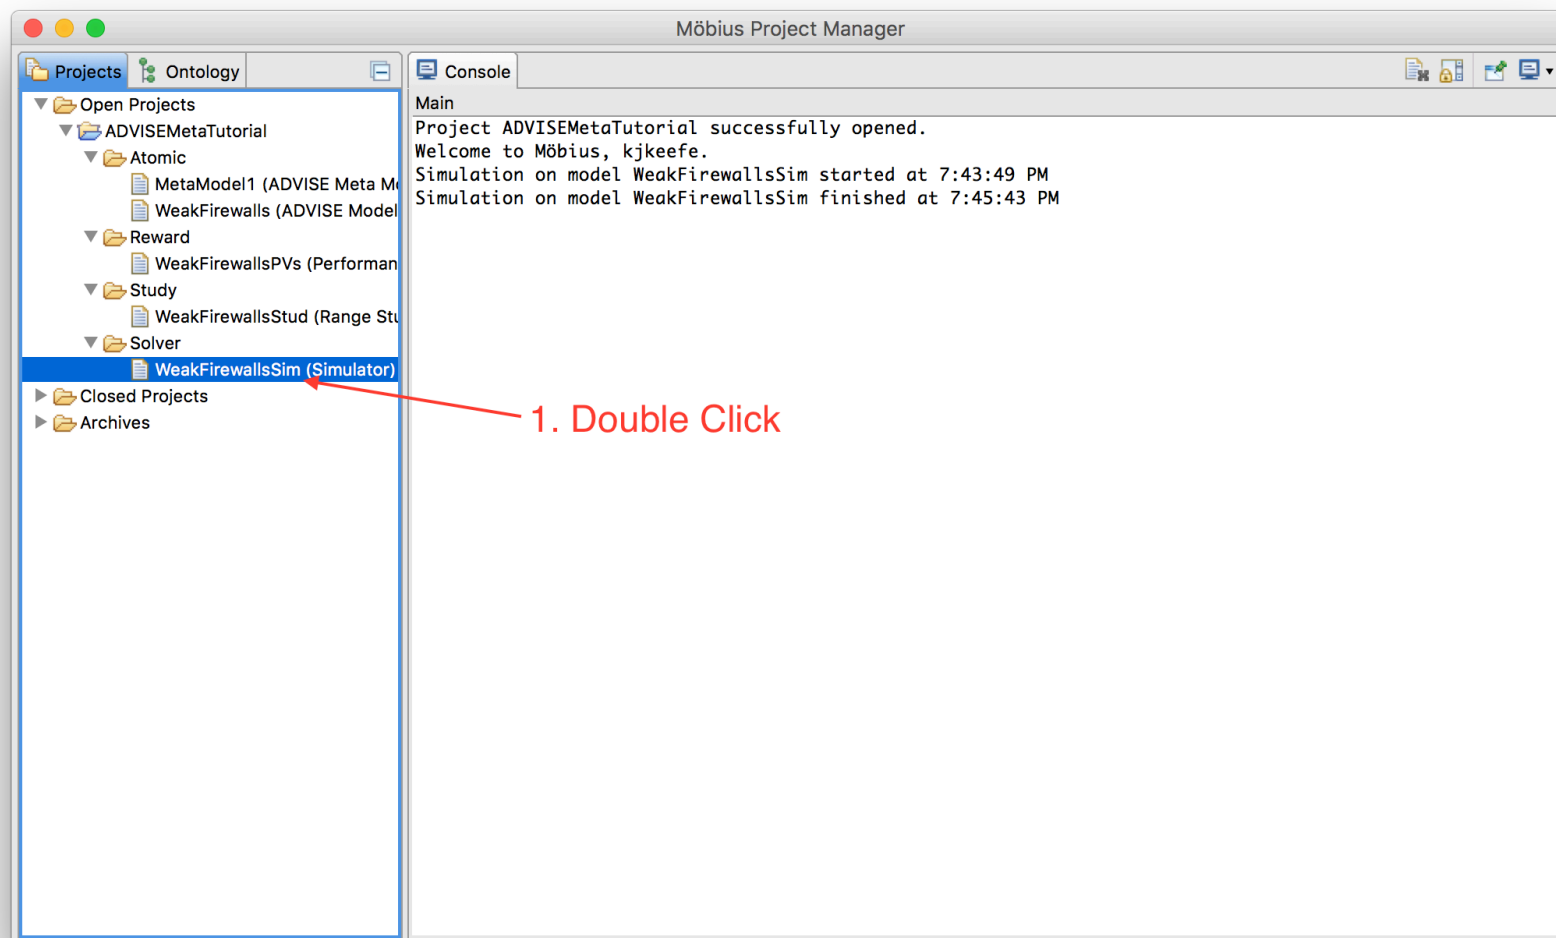 Möbius Project Manager
Projects
Ontology
Console
Main
Open Projects
ADVISEMetaTutorial
Atomic
MetaModel1 (ADVISE Meta Mo
WeakFirewalls (ADVISE Model
Reward
WeakFirewallsPVs (Performan
Study
WeakFirewallsStud (Range Stu
Solver
WeakFirewallsSim (Simulator)
Closed Projects
Archives
Project ADVISEMetaTutorial successfully opened.
Welcome to Möbius, kjkeefe.
Simulation on model WeakFirewallsSim started at 7:43:49 PM
Simulation on model WeakFirewallsSim finished at 7:45:43 PM
1. Double Click